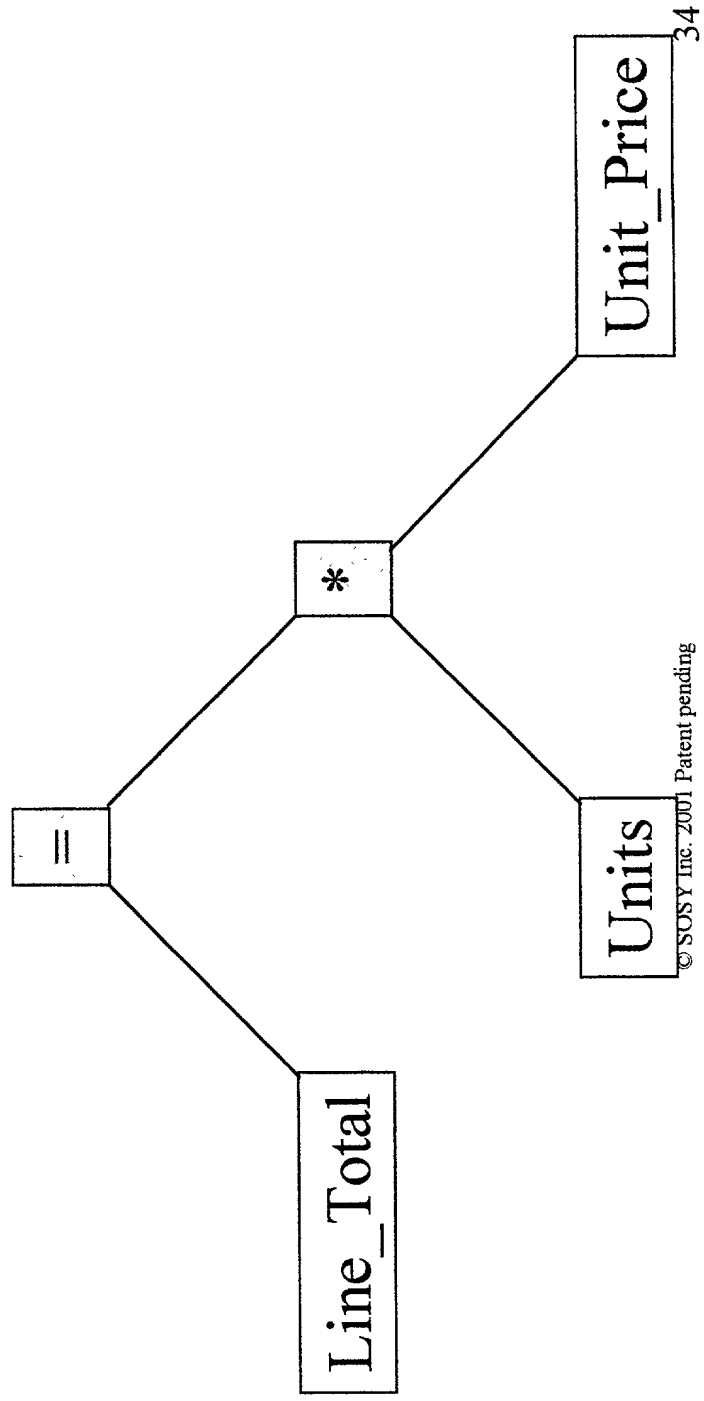 =
Line_Total
*
Units
Unit_Price
© SOSY Inc. 2001 Patent pending
34